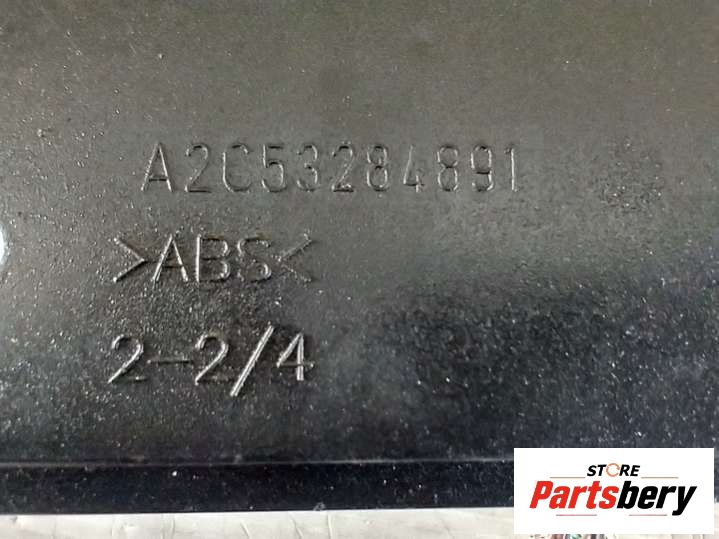 A2C53284891
>ABS<
2-2/4
STORE
Partsbery